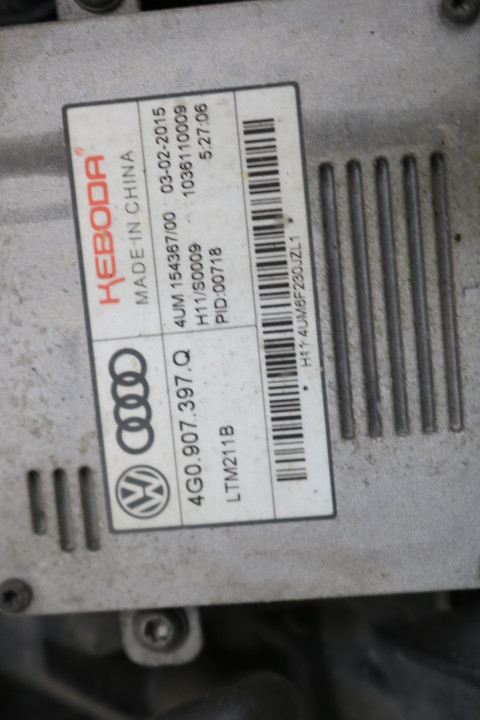 KEBODA®
MADE IN CHINA
4G0.907.397.Q
LTM211B
4UM 154367/00 03-02-2015
H11/S0009 1036110009
PID:00718 5:27:06
H11 4UM6F230JZL1